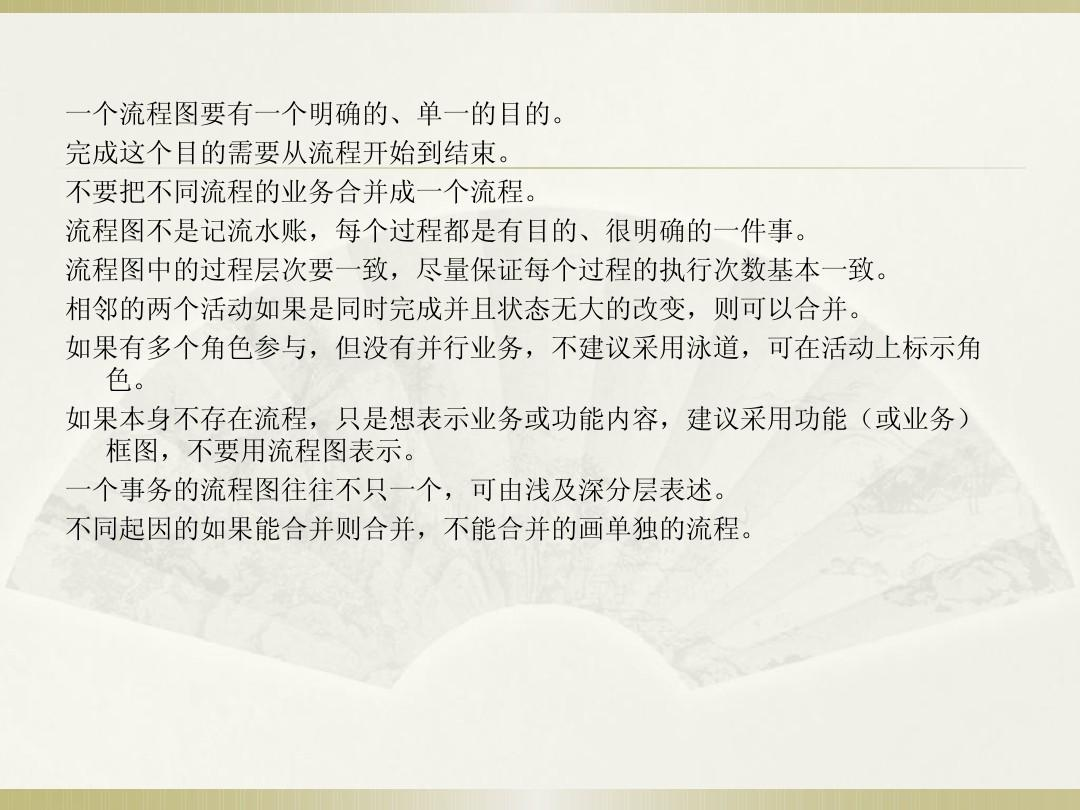 一个流程图要有一个明确的、单一的目的。
完成这个目的需要从流程开始到结束。
不要把不同流程的业务合并成一个流程。
流程图不是记流水账，每个过程都是有目的、很明确的一件事。
流程图中的过程层次要一致，尽量保证每个过程的执行次数基本一致。
相邻的两个活动如果是同时完成并且状态无大的改变，则可以合并。
如果有多个角色参与，但没有并行业务，不建议采用泳道，可在活动上标示角
色。
如果本身不存在流程，只是想表示业务或功能内容，建议采用功能（或业务）
框图，不要用流程图表示。
一个事务的流程图往往不只一个，可由浅及深分层表述。
不同起因的如果能合并则合并，不能合并的画单独的流程。